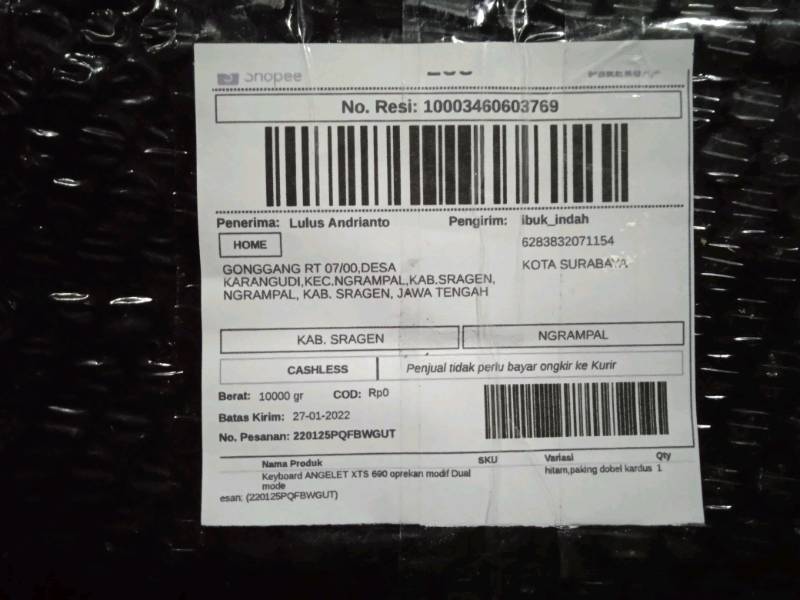 Shopee
No. Resi: 10003460603769
Penerima: Lulus Andrianto Pengirim: ibuk_indah
HOME 6283832071154
GONGGANG RT 07/00,DESA KOTA SURABAYA
KARANGUDI,KEC.NGRAMPAL,KAB.SRAGEN,
NGRAMPAL, KAB. SRAGEN, JAWA TENGAH
KAB. SRAGEN NGRAMPAL
CASHLESS Penjual tidak perlu bayar ongkir ke Kurir
Berat: 10000 gr COD: Rp0
Batas Kirim: 27-01-2022
No. Pesanan: 220125PQFBWGUT
Nama Produk SKU Variasi Qty
Keyboard ANGELET XTS 690 oprekan modif Dual hitam,paking dobel kardus 1
mode
esan: (220125PQFBWGUT)